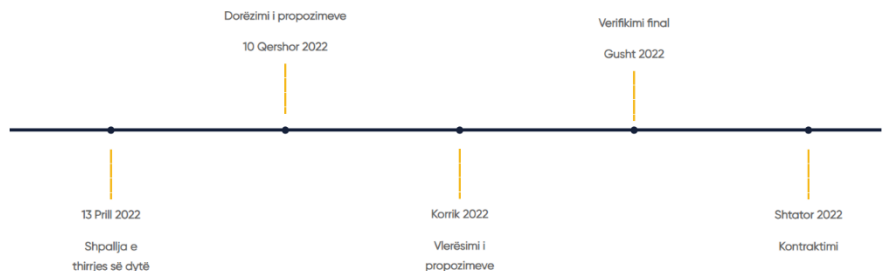 Dorëzimi i propozimeve
10 Qershor 2022
Verifikimi final
Gusht 2022
13 Prill 2022
Shpallja e
thirrjes së dytë
Korrik 2022
Vlerësimi i
propozimeve
Shtator 2022
Kontraktimi